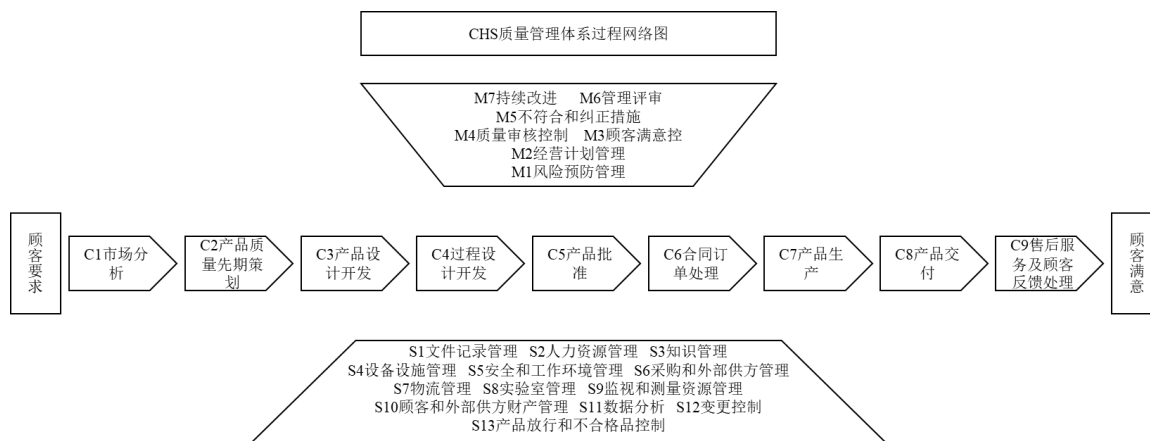 CHS质量管理体系过程网络图
M7持续改进 M6管理评审
M5不符合和纠正措施
M4质量审核控制 M3顾客满意控
M2经营计划管理
M1风险预防管理
顾客要求
C1市场分
析
C2产品质
量先期策
划
C3产品设
计开发
C4过程设
计开发
C5产品批
准
C6合同订
单处理
C7产品生
产
C8产品交
付
C9售后服
务及顾客
反馈处理
顾客满意
S1文件记录管理 S2人力资源管理 S3知识管理
S4设备设施管理 S5安全和工作环境管理 S6采购和外部供方管理
S7物流管理 S8实验室管理 S9监视和测量资源管理
S10顾客和外部供方财产管理 S11数据分析 S12变更控制
S13产品放行和不合格品控制